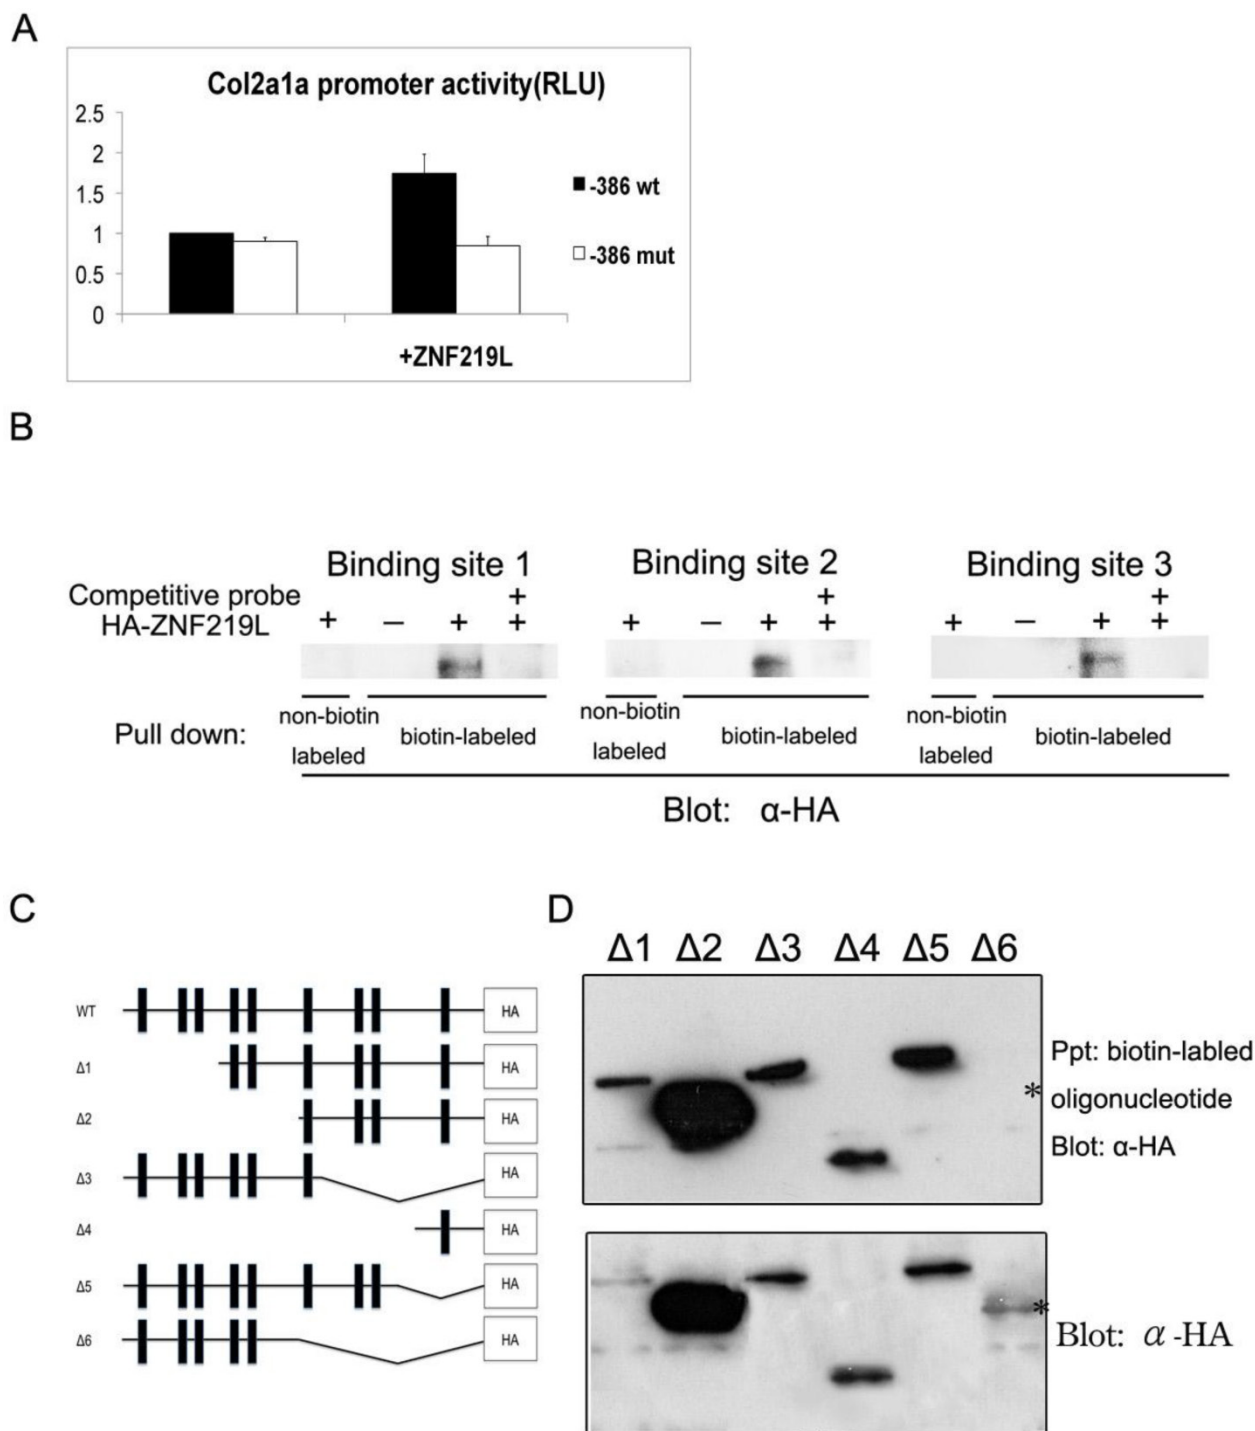 A
Col2a1a promoter activity(RLU)
2.5
2
1.5
1
0.5
0
-386 wt
-386 mut
+ZNF219L
B
Binding site 1 Binding site 2 Binding site 3
Competitive probe + + +
HA-ZNF219L + – + + + – + + + – + +
Pull down: non-biotin labeled biotin-labeled non-biotin labeled biotin-labeled non-biotin labeled biotin-labeled
Blot: α-HA
C
WT HA
Δ1 HA
Δ2 HA
Δ3 HA
Δ4 HA
Δ5 HA
Δ6 HA
D
Δ1 Δ2 Δ3 Δ4 Δ5 Δ6
Ppt: biotin-labled
* oligonucleotide
Blot: α-HA
*
Blot: α-HA